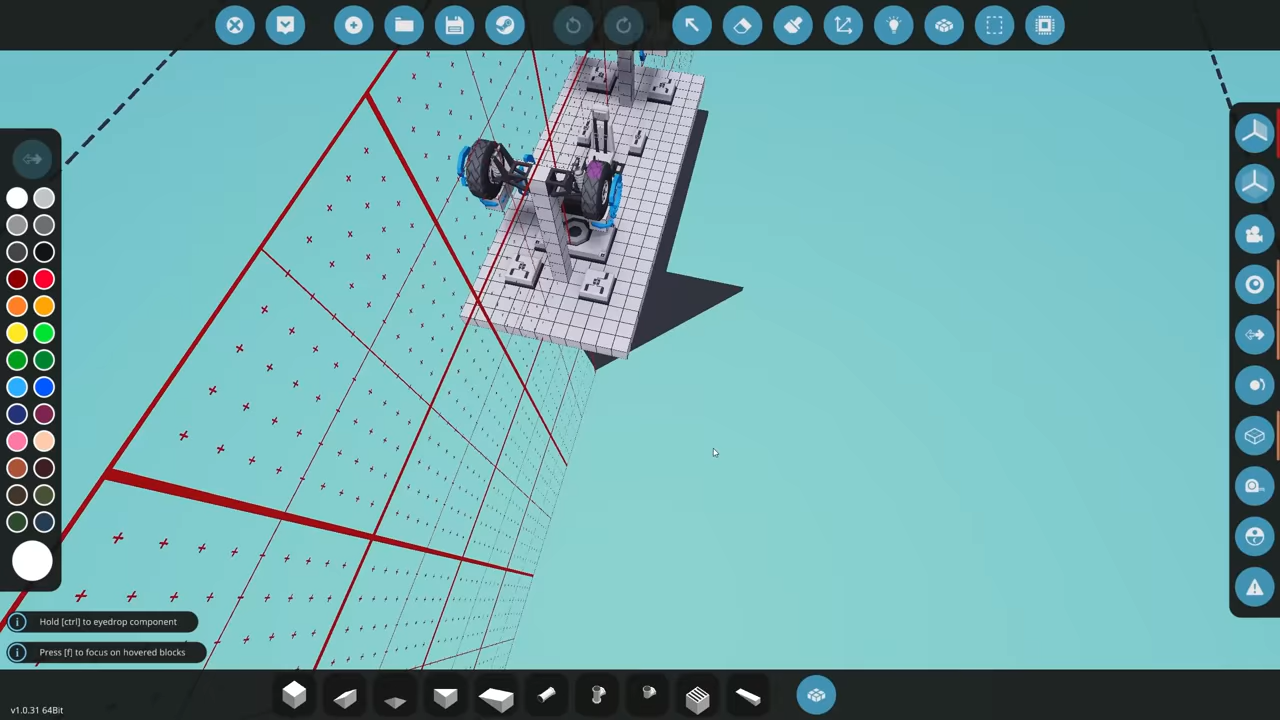 Hold [ctrl] to eyedrop component
Press [f] to focus on hovered blocks
v1.0.31 64Bit